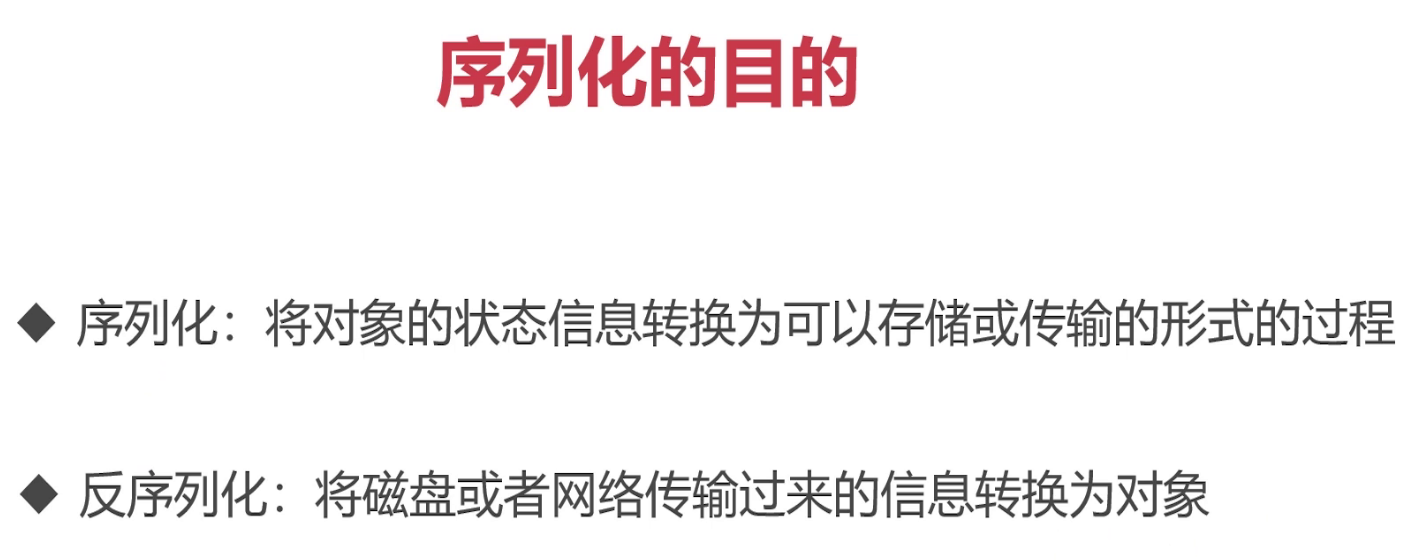 序列化的目的
◆ 序列化：将对象的状态信息转换为可以存储或传输的形式的过程
◆ 反序列化：将磁盘或者网络传输过来的信息转换为对象